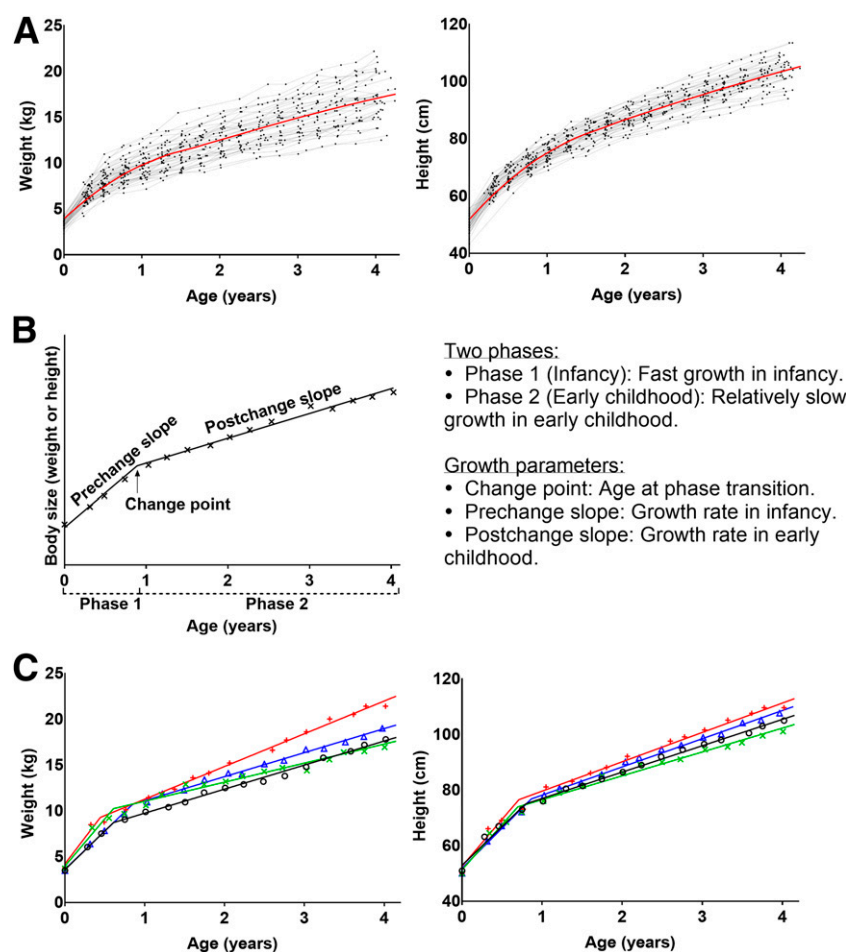 A
25
20
15
10
5
0
Weight (kg)
0 1 2 3 4
Age (years)
120
100
80
60
40
Height (cm)
0 1 2 3 4
Age (years)
B
Body size (weight or height)
Prechange slope
Postchange slope
Change point
0 1 2 3 4
Phase 1 Phase 2
Age (years)
Two phases:
• Phase 1 (Infancy): Fast growth in infancy.
• Phase 2 (Early childhood): Relatively slow
growth in early childhood.
Growth parameters:
• Change point: Age at phase transition.
• Prechange slope: Growth rate in infancy.
• Postchange slope: Growth rate in early
childhood.
C
25
20
15
10
5
0
Weight (kg)
0 1 2 3 4
Age (years)
120
100
80
60
40
Height (cm)
0 1 2 3 4
Age (years)